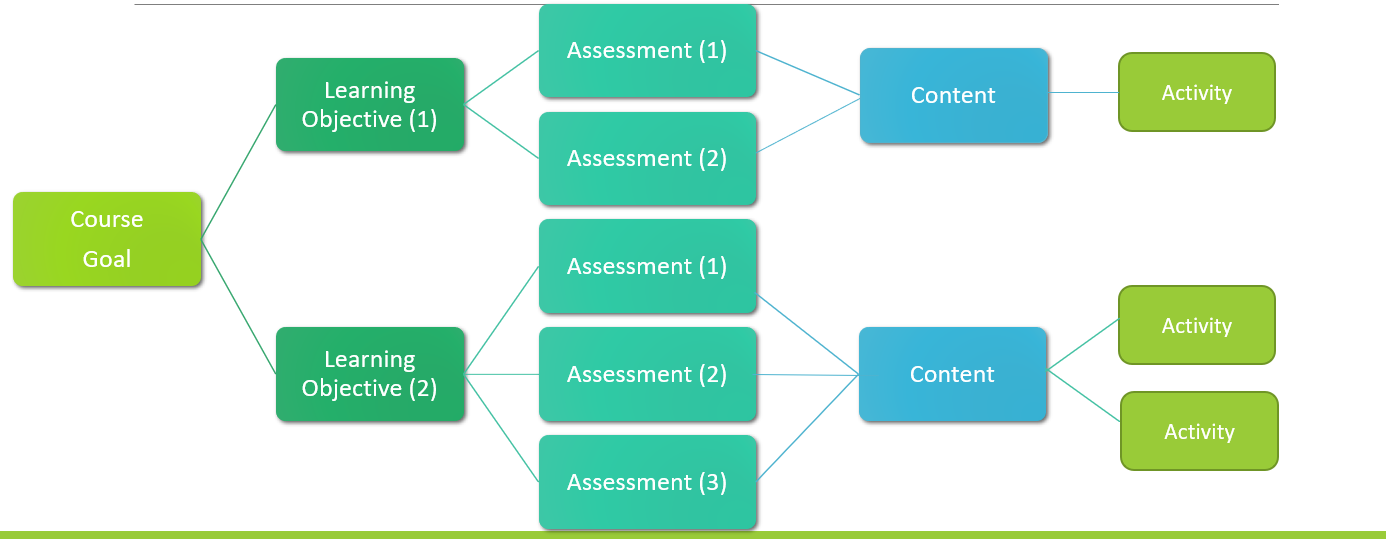 Course
Goal
Learning
Objective (1)
Assessment (1)
Assessment (2)
Content
Activity
Learning
Objective (2)
Assessment (1)
Assessment (2)
Assessment (3)
Content
Activity
Activity